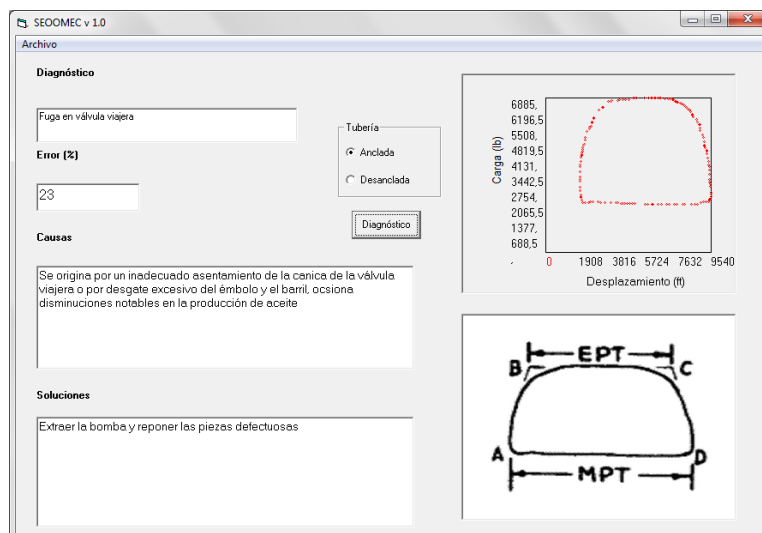 SEOOMEC v 1.0
Archivo
Diagnóstico
Fuga en válvula viajera
Error (%)
23
Tubería
Anclada
Desanclada
Diagnóstico
Causas
Se origina por un inadecuado asentamiento de la canica de la válvula
viajera o por desgate excesivo del émbolo y el barril, ocsiona
disminuciones notables en la producción de aceite
Soluciones
Extraer la bomba y reponer las piezas defectuosas
Carga (lb)
6885,
6196,5
5508,
4819,5
4131,
3442,5
2754,
2065,5
1377,
688,5
,
0 1908 3816 5724 7632 9540
Desplazamiento (ft)
B EPT C
A D
MPT